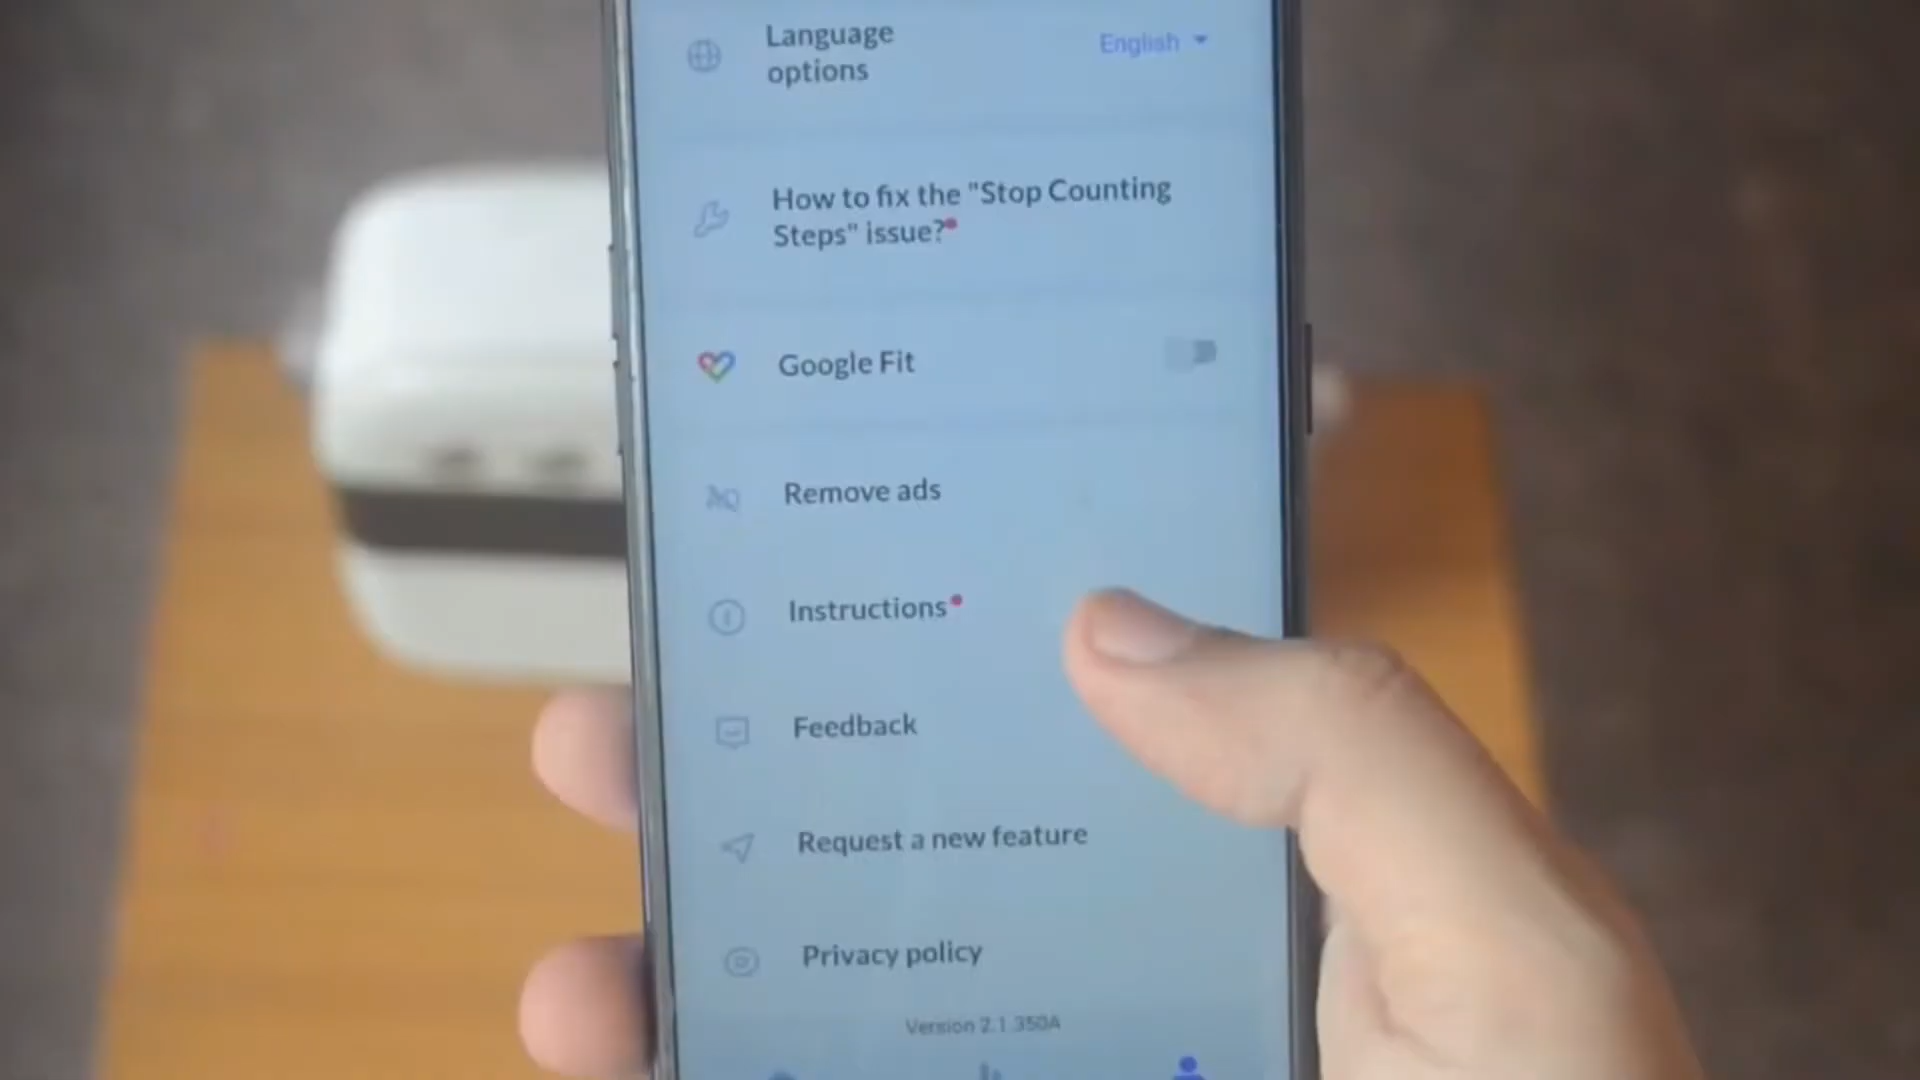 Language
options
English
How to fix the "Stop Counting
Steps" issue?
Google Fit
Remove ads
Instructions
Feedback
Request a new feature
Privacy policy
Version 2.1.350A